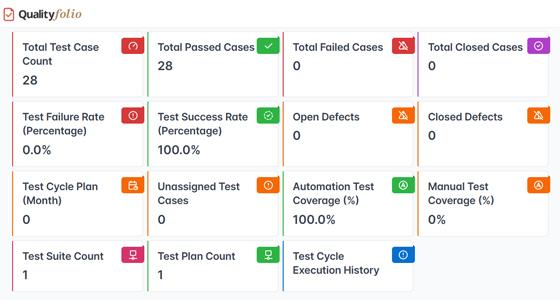 Qualityfolio
Total Test Case
Count
28
Total Passed Cases
28
Total Failed Cases
0
Total Closed Cases
0
Test Failure Rate
(Percentage)
0.0%
Test Success Rate
(Percentage)
100.0%
Open Defects
0
Closed Defects
0
Test Cycle Plan
(Month)
0
Unassigned Test
Cases
0
Automation Test
Coverage (%)
100.0%
Manual Test
Coverage (%)
0%
Test Suite Count
1
Test Plan Count
1
Test Cycle
Execution History